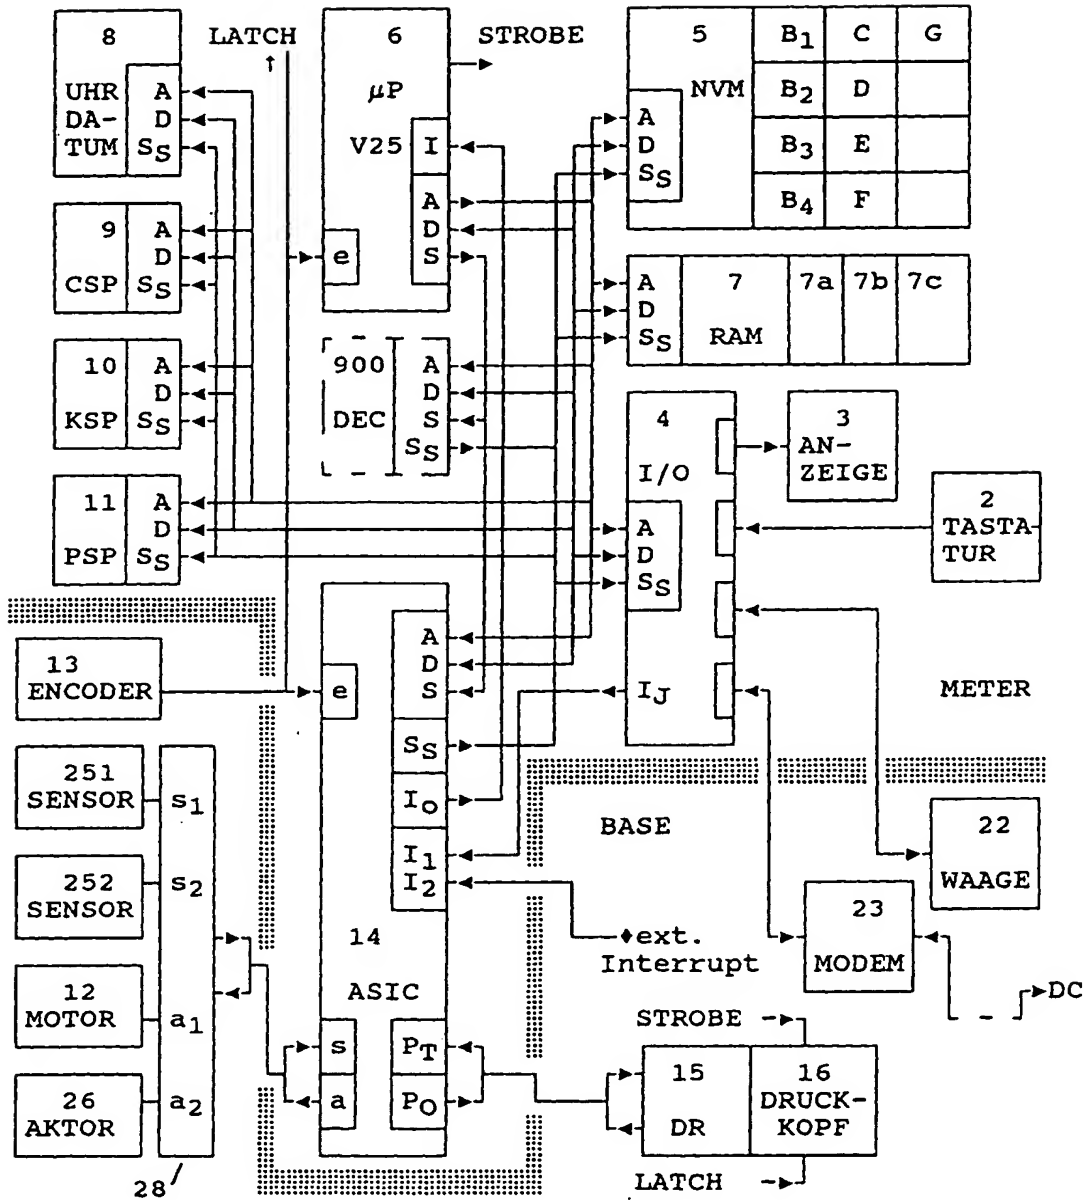 8
UHR
DA-
TUM
A
D
SS
LATCH
6
µP
V25
I
A
D
S
e
STROBE
5
NVM
A
D
SS
B1 C G
B2 D
B3 E
B4 F
9
CSP
A
D
SS
7 7a 7b 7c
RAM
A
D
SS
10
KSP
A
D
SS
900
DEC
A
D
S
SS
4
I/O
A
D
SS
IJ
3
AN-
ZEIGE
2
TASTA-
TUR
11
PSP
A
D
SS
METER
13
ENCODER
e
A
D
S
SS
I0
I1
I2
14
ASIC
s
a
PT
PO
251
SENSOR
s1
252
SENSOR
s2
12
MOTOR
a1
26
AKTOR
a2
28
BASE
22
WAAGE
23
MODEM
ext.
Interrupt
DC
STROBE
15
DR
16
DRUCK-
KOPF
LATCH